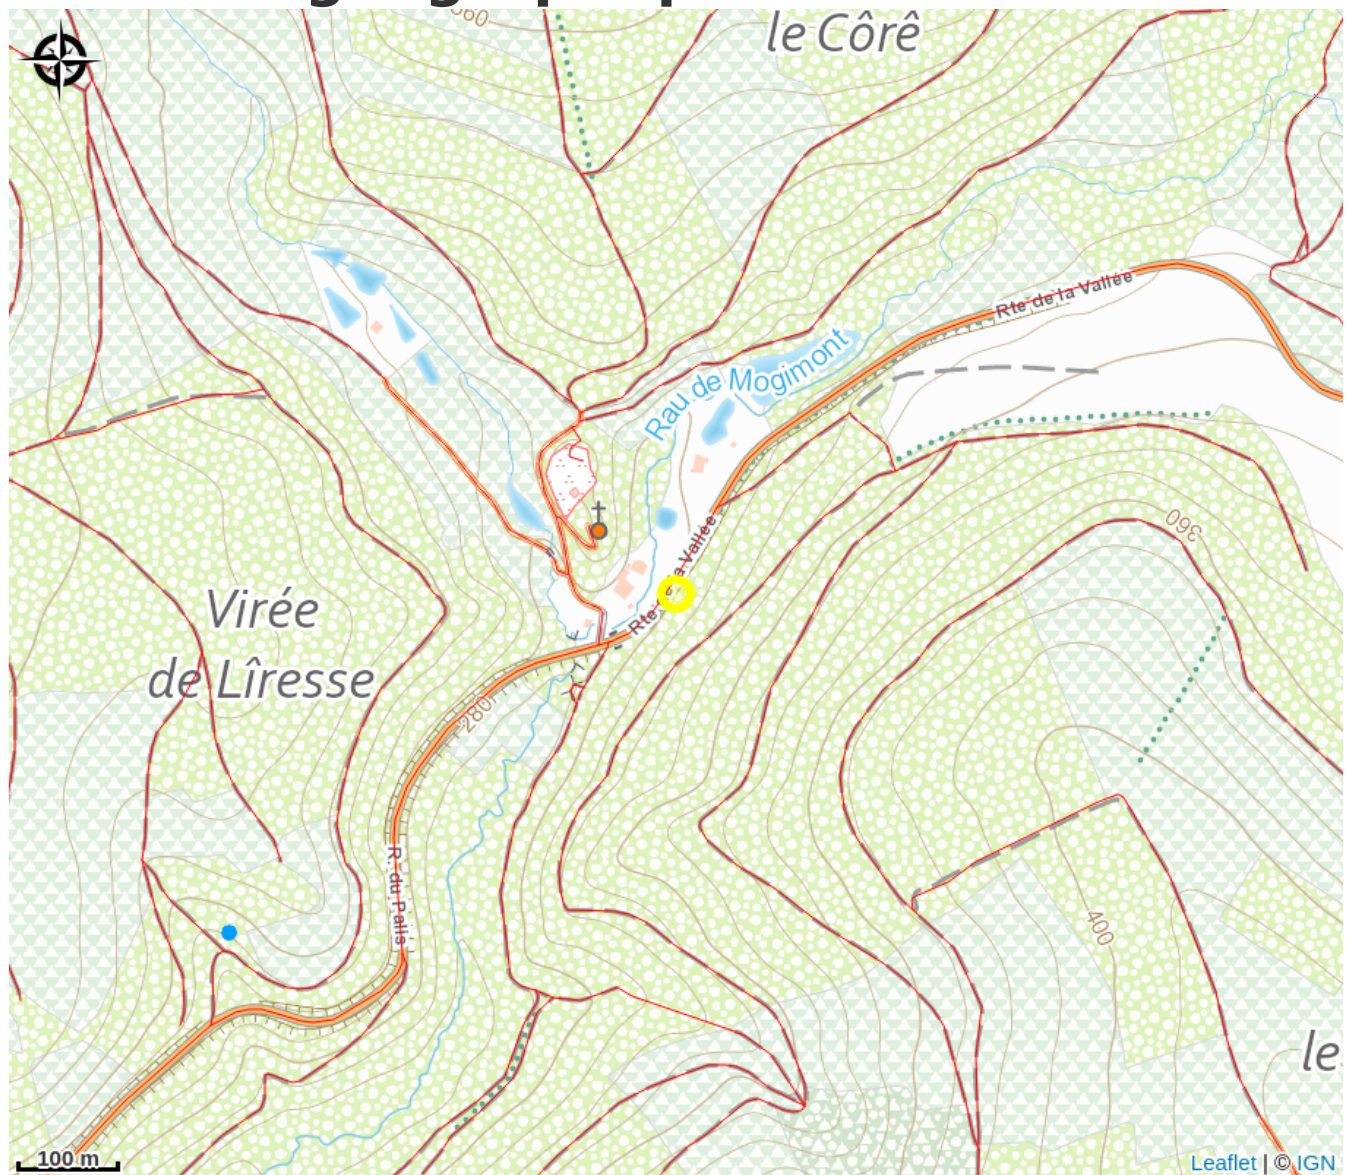 360
le Côrê
Rte de la Vallée
Rau de Mogimont
360
Virée
de Lîresse
280
R. du Palis
400
le
100 m
Leaflet | © IGN